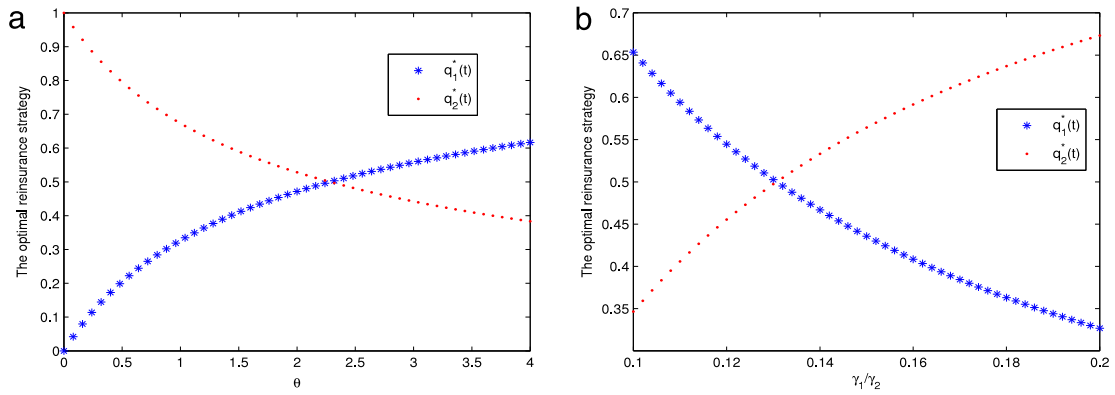 a
The optimal reinsurance strategy
1
0.9
0.8
0.7
0.6
0.5
0.4
0.3
0.2
0.1
0
0 0.5 1 1.5 2 2.5 3 3.5 4
θ
q₁*(t)
q₂*(t)
b
The optimal reinsurance strategy
0.7
0.65
0.6
0.55
0.5
0.45
0.4
0.35
0.1 0.12 0.14 0.16 0.18 0.2
γ₁/γ₂
q₁*(t)
q₂*(t)